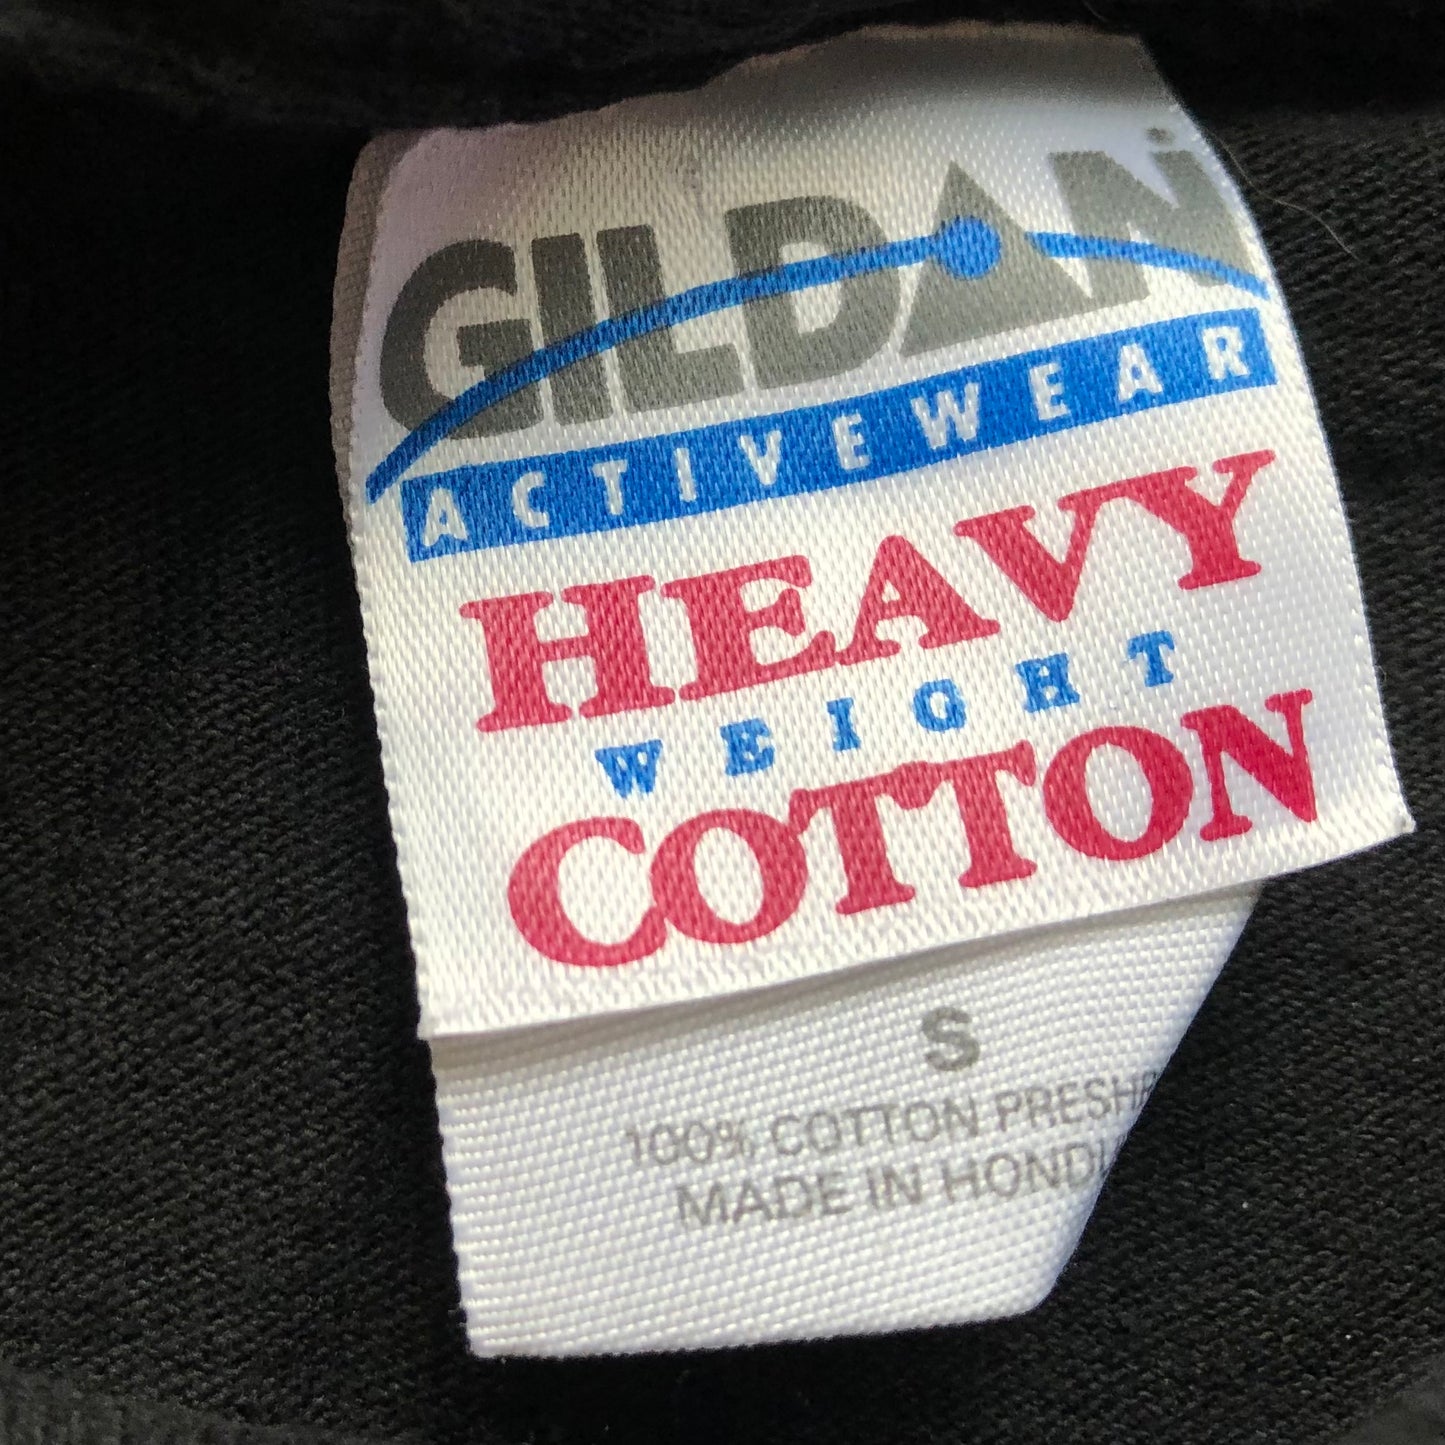 GILDAN
ACTIVEWEAR
HEAVY
WEIGHT
COTTON
S
100% COTTON PRESHR
MADE IN HONDU